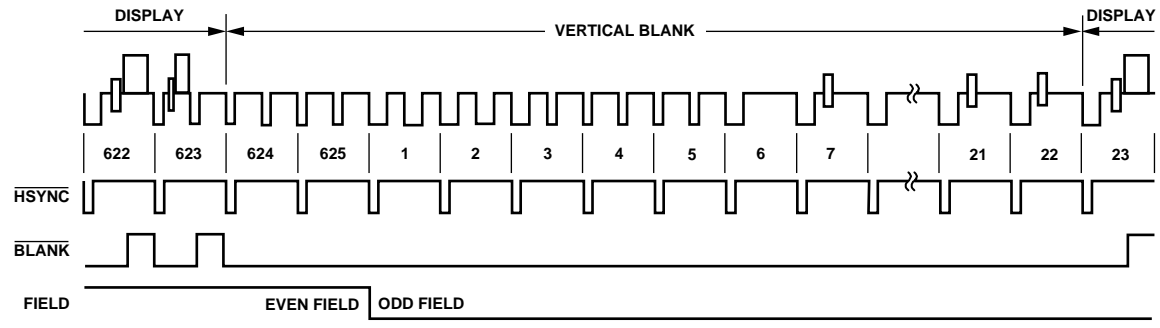 DISPLAY
VERTICAL BLANK
DISPLAY
622 623 624 625 1 2 3 4 5 6 7 21 22 23
HSYNC
BLANK
FIELD EVEN FIELD ODD FIELD